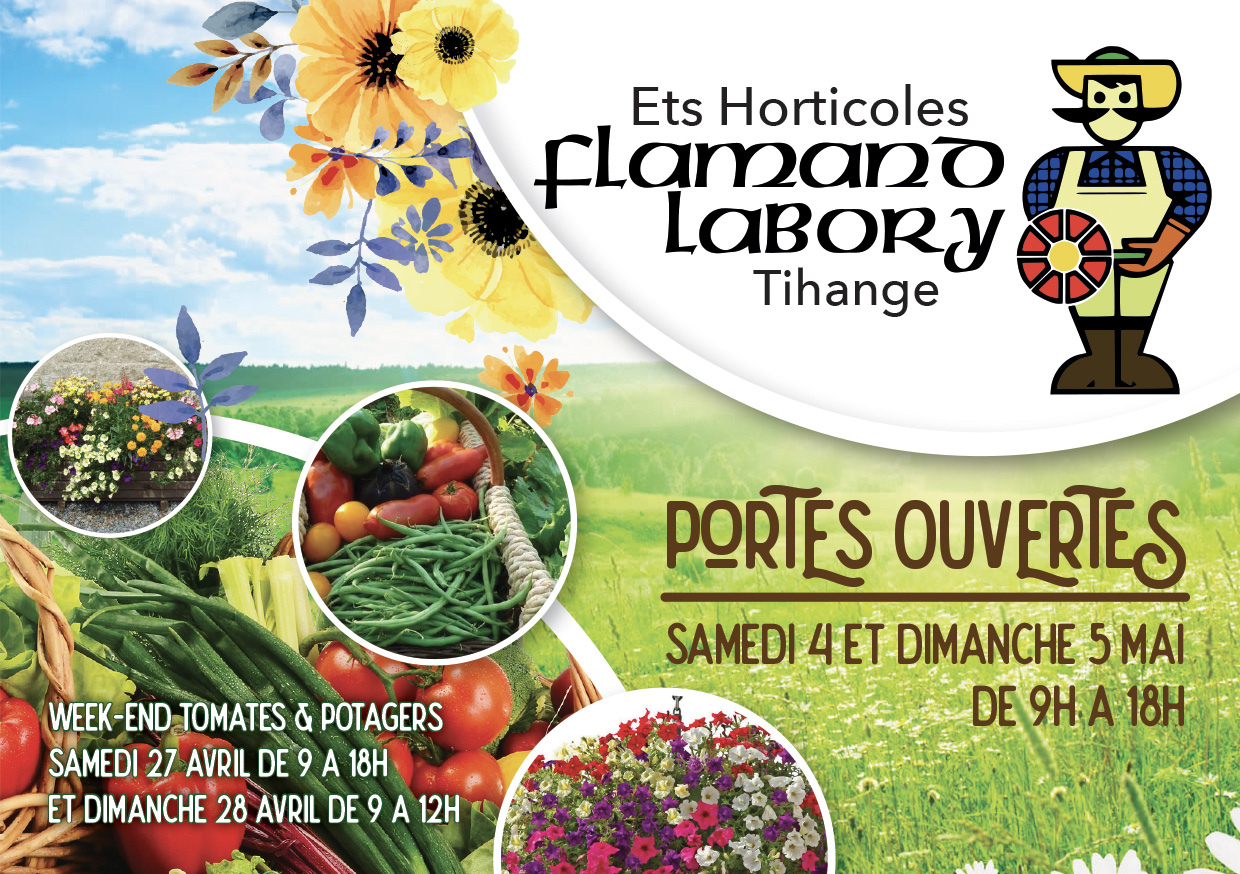 Ets Horticoles
Flamand
Labory
Tihange
PORTES OUVERTES
SAMEDI 4 ET DIMANCHE 5 MAI
DE 9H A 18H
WEEK-END TOMATES & POTAGERS
SAMEDI 27 AVRIL DE 9 A 18H
ET DIMANCHE 28 AVRIL DE 9 A 12H